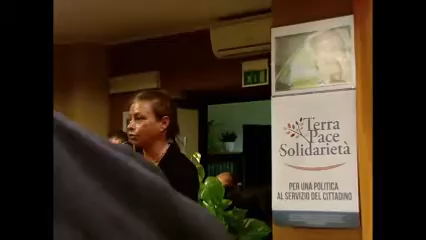 Terra
Pace
Solidarietà
PER UNA POLITICA
AL SERVIZIO DEL CITTADINO